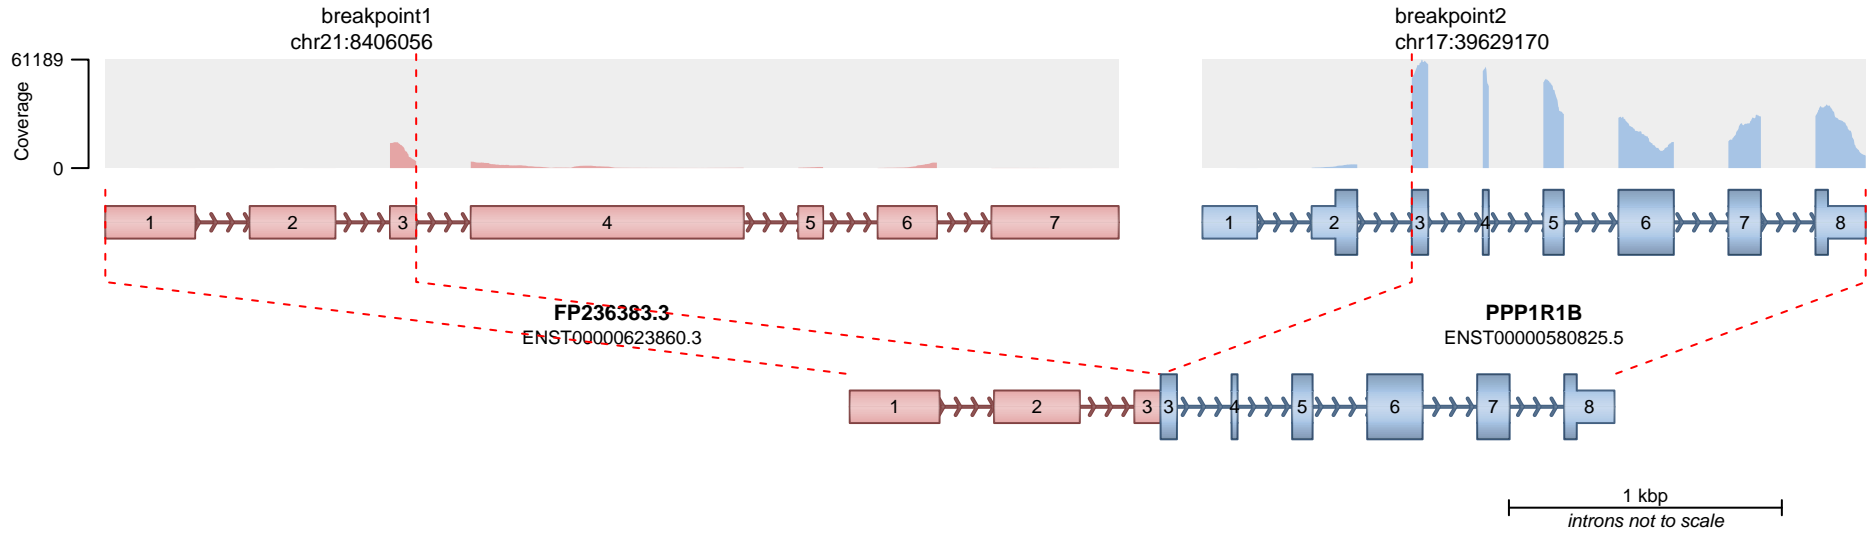 breakpoint1
chr21:8406056
breakpoint2
chr17:39629170
61189
Coverage
0
1 2 3 4 5 6 7
1 2 3 4 5 6 7 8
FP236383.3
ENST00000623860.3
PPP1R1B
ENST00000580825.5
1 2 3 3 4 5 6 7 8
1 kbp
introns not to scale